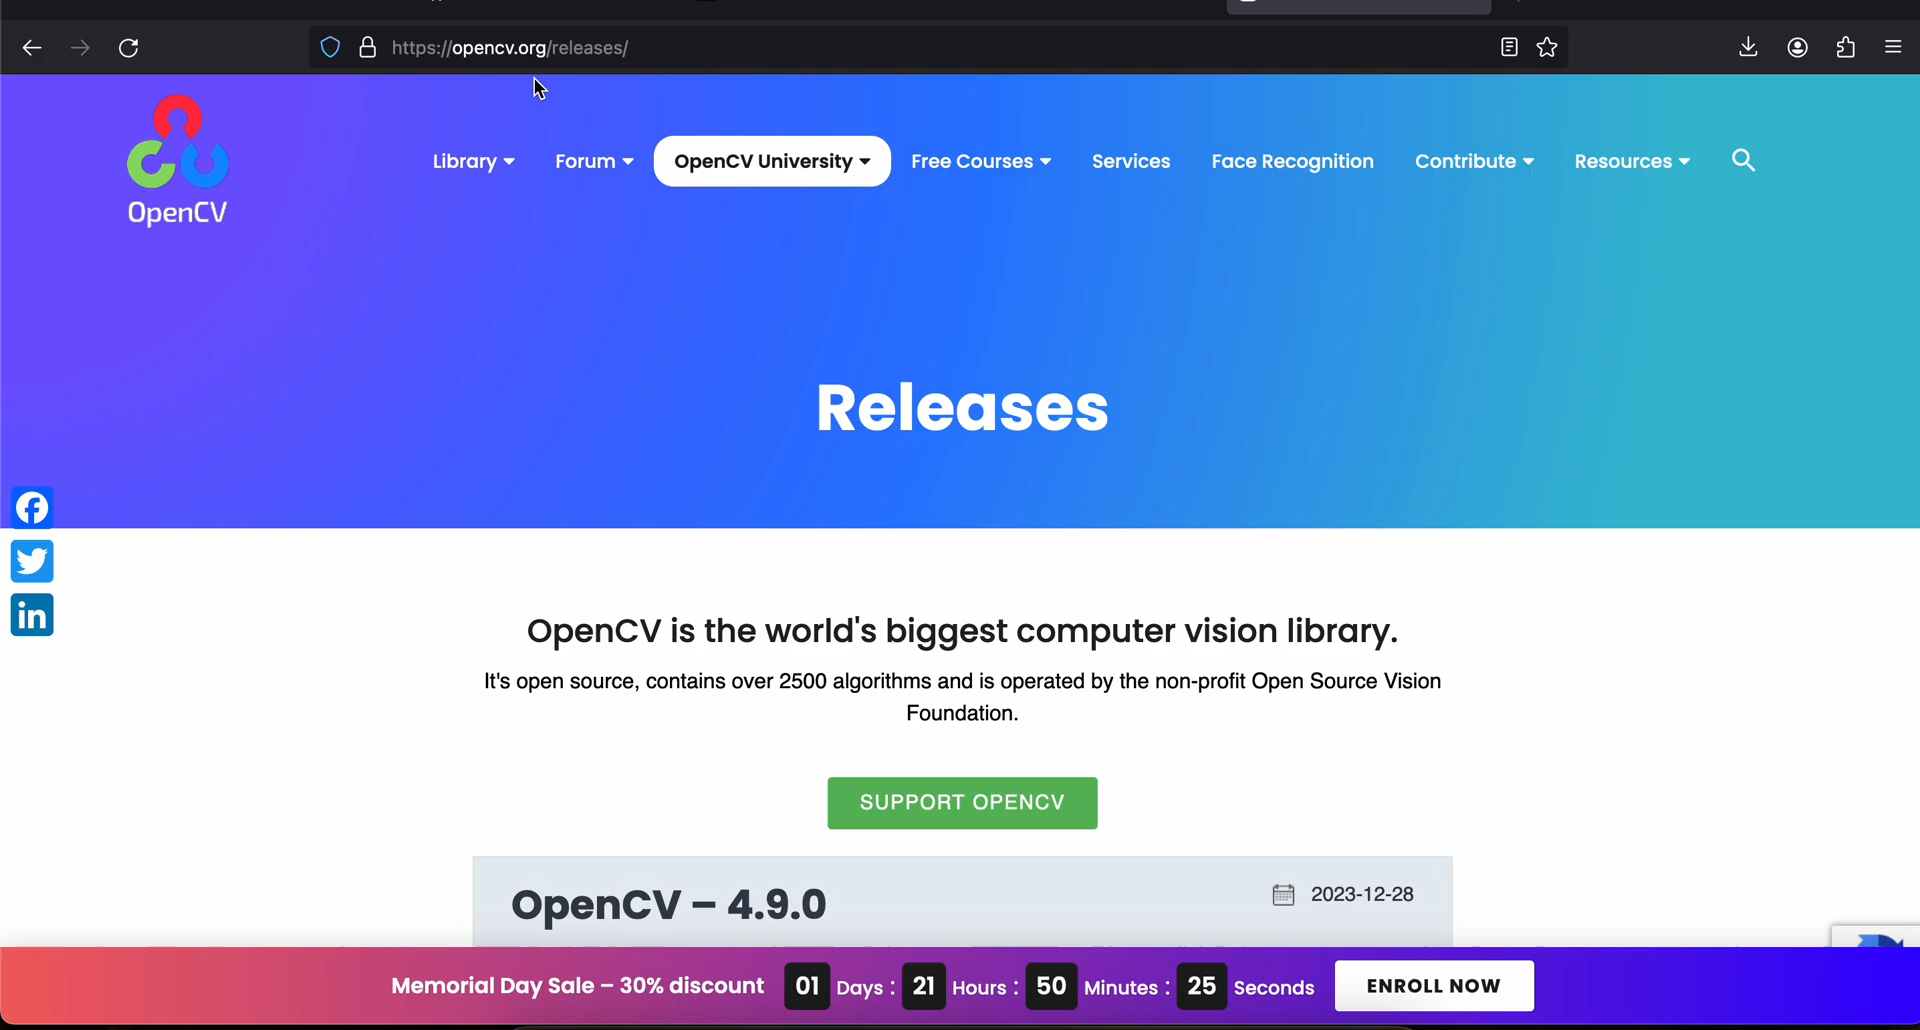 https://opencv.org/releases/
OpenCV
Library
Forum
OpenCV University
Free Courses
Services
Face Recognition
Contribute
Resources
Releases
OpenCV is the world's biggest computer vision library.
It's open source, contains over 2500 algorithms and is operated by the non-profit Open Source Vision
Foundation.
SUPPORT OPENCV
OpenCV – 4.9.0
2023-12-28
Memorial Day Sale – 30% discount 01 Days : 21 Hours : 50 Minutes : 25 Seconds ENROLL NOW